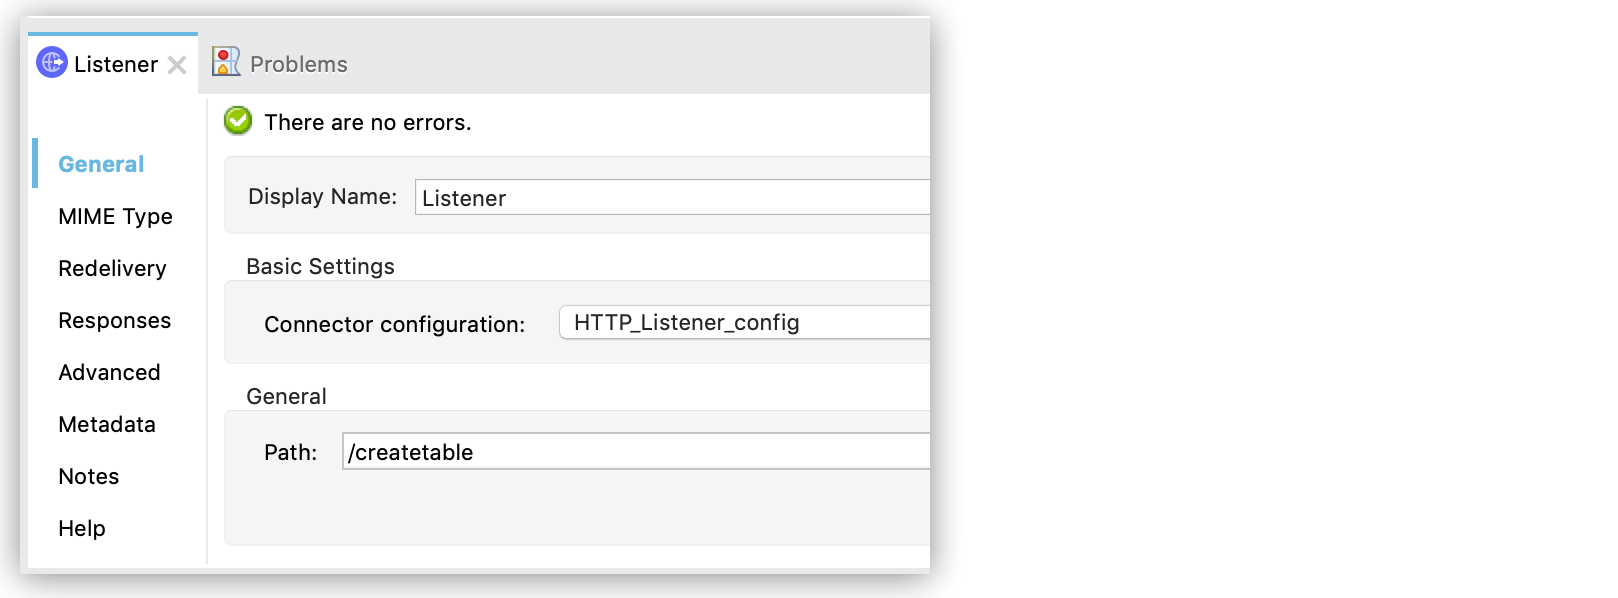 Listener
Problems
There are no errors.
General
MIME Type
Redelivery
Responses
Advanced
Metadata
Notes
Help
Display Name: Listener
Basic Settings
Connector configuration: HTTP_Listener_config
General
Path: /createtable